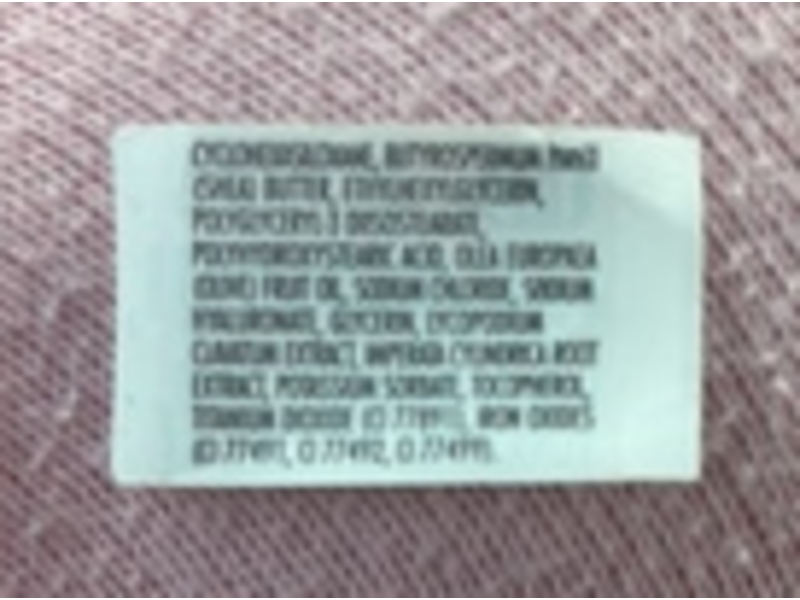 CYCLOHEXASILOXANE, BUTYROSPERMUM PARKII
(SHEA) BUTTER, ETHYLHEXYLGLYCERIN,
POLYGLYCERYL-3 DIISOSTEARATE,
POLYHYDROXYSTEARIC ACID, OLEA EUROPAEA
(OLIVE) FRUIT OIL, SODIUM CHLORIDE, SODIUM
HYALURONATE, GLYCERIN, LYCOPODIUM
CLAVATUM EXTRACT, IMPERATA CYLINDRICA ROOT
EXTRACT, POTASSIUM SORBATE, TOCOPHEROL,
TITANIUM DIOXIDE (CI 77891), IRON OXIDES
(CI 77491, CI 77492, CI 77499).